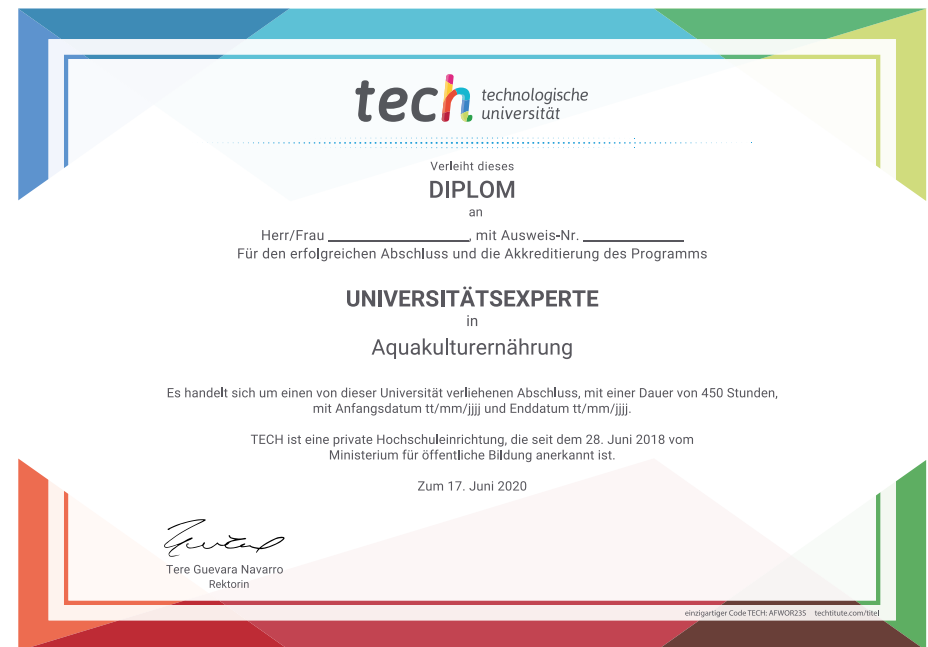 tech technologische
universität
Verleiht dieses
DIPLOM
an
Herr/Frau ________________, mit Ausweis-Nr. ____________
Für den erfolgreichen Abschluss und die Akkreditierung des Programms
UNIVERSITÄTSEXPERTE
in
Aquakulturernährung
Es handelt sich um einen von dieser Universität verliehenen Abschluss, mit einer Dauer von 450 Stunden,
mit Anfangsdatum tt/mm/jjjj und Enddatum tt/mm/jjjj.
TECH ist eine private Hochschuleinrichtung, die seit dem 28. Juni 2018 vom
Ministerium für öffentliche Bildung anerkannt ist.
Zum 17. Juni 2020
Tere Guevara Navarro
Rektorin
einzigartiger Code TECH: AFWOR23S techtitute.com/titel